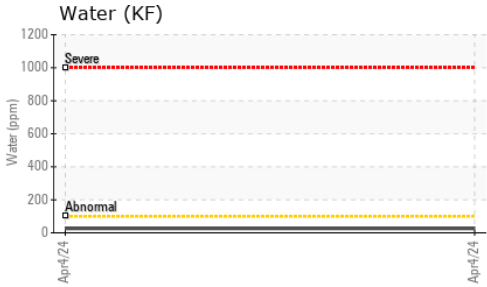 Water (KF)
1200
1000
800
600
400
200
0
Water (ppm)
Severe
Abnormal
Apr4/24
Apr4/24